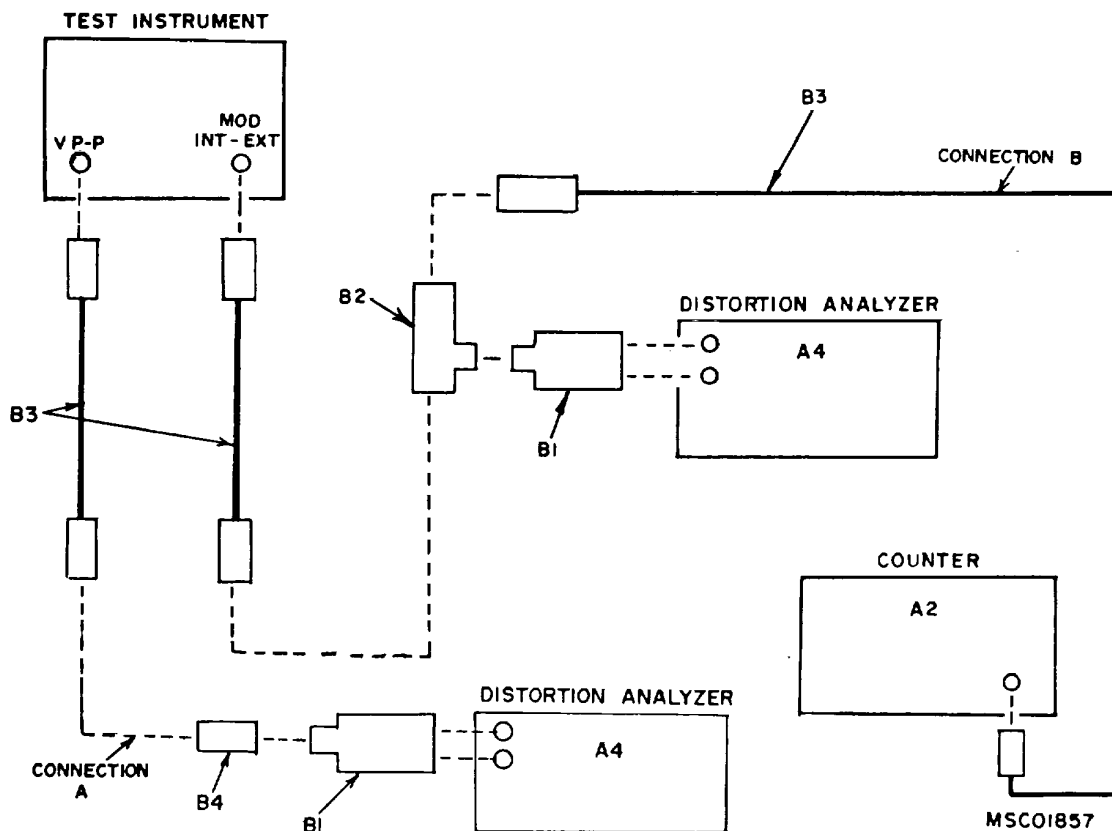 TEST INSTRUMENT
V P-P
MOD
INT-EXT
B3
CONNECTION B
B2
DISTORTION ANALYZER
A4
B3
B1
COUNTER
A2
DISTORTION ANALYZER
A4
CONNECTION
A
B4
B1
MSC01857